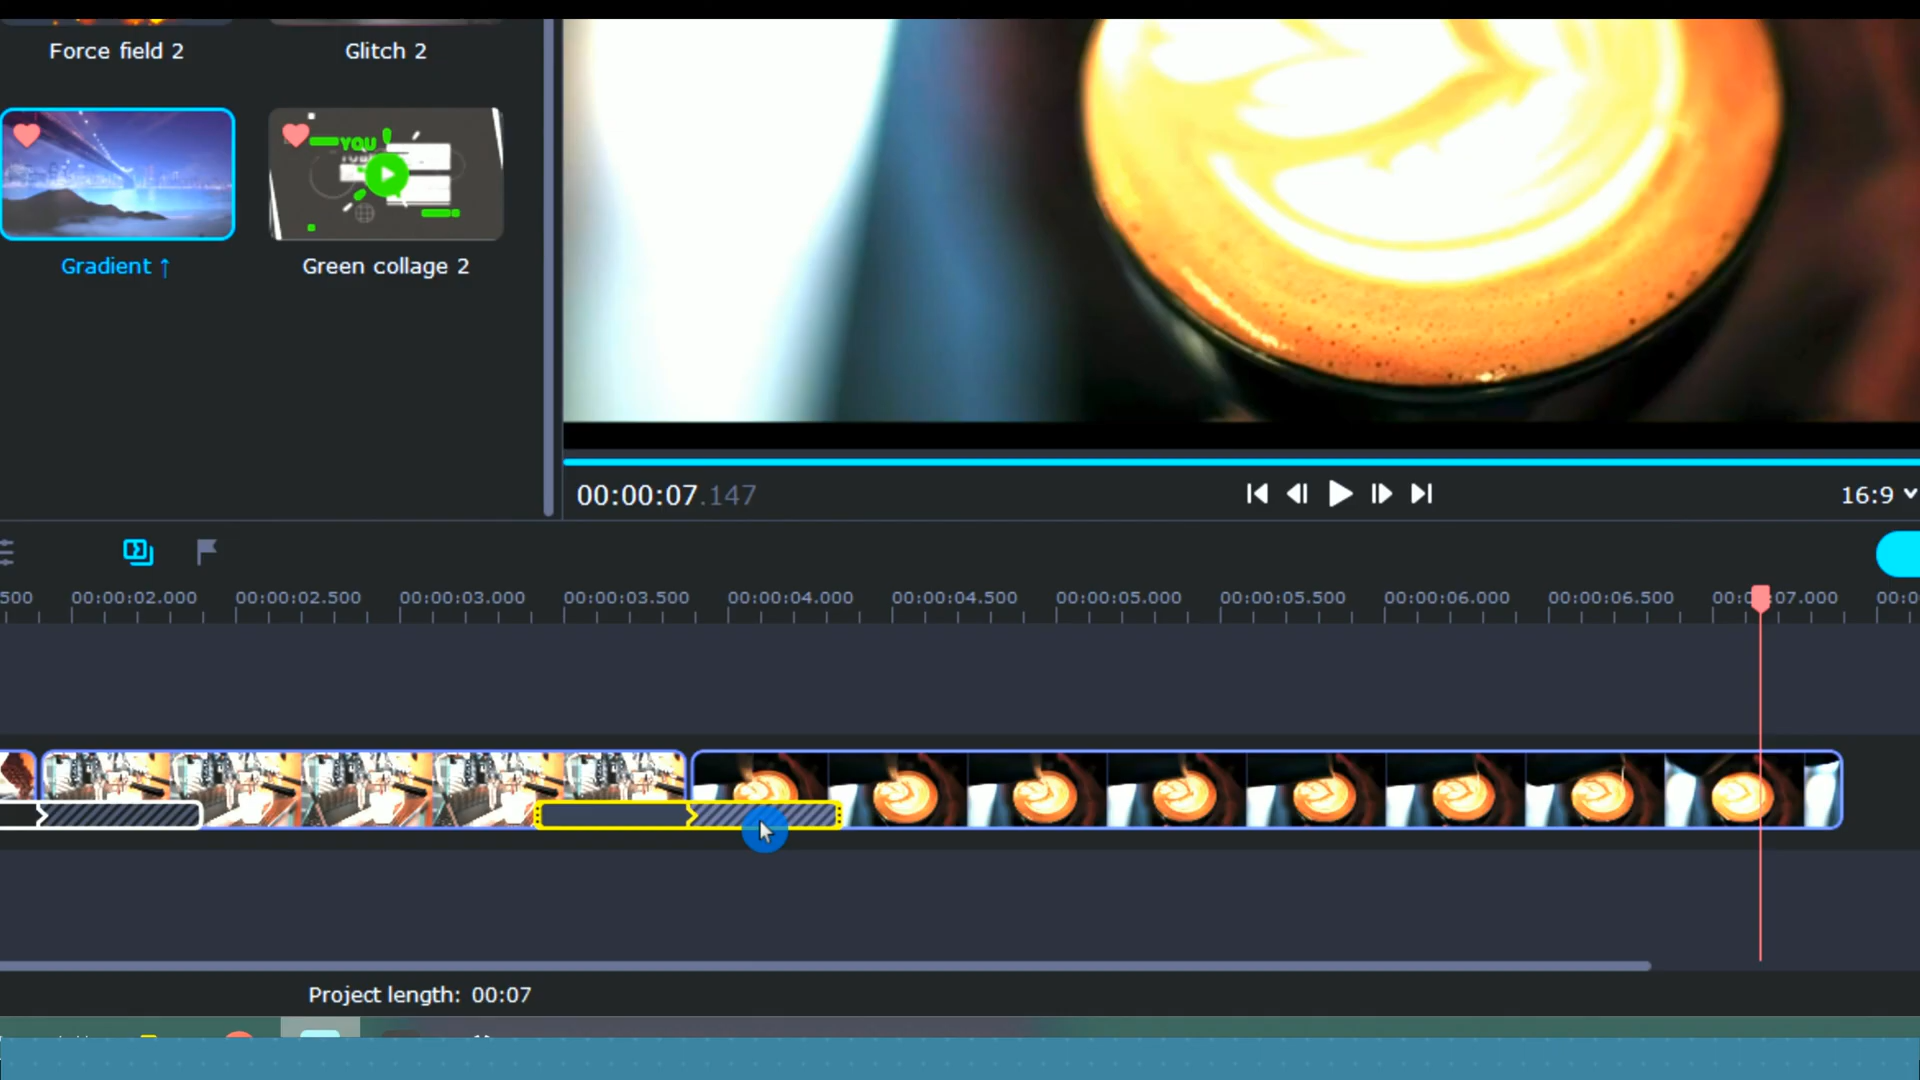 Force field 2
Glitch 2
YOU
Gradient ↑
Green collage 2
00:00:07.147
16:9
500
00:00:02.000
00:00:02.500
00:00:03.000
00:00:03.500
00:00:04.000
00:00:04.500
00:00:05.000
00:00:05.500
00:00:06.000
00:00:06.500
00:00:07.000
00:0
Project length: 00:07